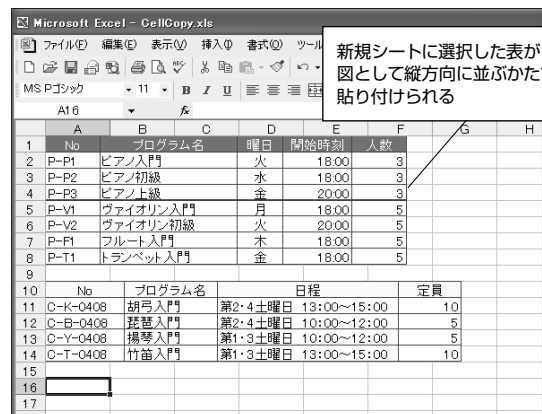 Microsoft Excel - CellCopy.xls
ファイル(F) 編集(E) 表示(V) 挿入(I) 書式(O) ツール
新規シートに選択した表が
図として縦方向に並ぶかた
貼り付けられる
MS Pゴシック 11 B I U
A16 fx
A B C D E F G H
1 No プログラム名 曜日 開始時刻 人数
2 P-P1 ピアノ入門 火 18:00 3
3 P-P2 ピアノ初級 水 18:00 3
4 P-P3 ピアノ上級 金 20:00 3
5 P-V1 ヴァイオリン入門 月 18:00 5
6 P-V2 ヴァイオリン初級 火 20:00 5
7 P-F1 フルート入門 木 18:00 5
8 P-T1 トランペット入門 金 18:00 5
9
10 No プログラム名 日程 定員
11 C-K-0408 胡弓入門 第2・4土曜日 13:00～15:00 10
12 C-B-0408 琵琶入門 第2・4土曜日 10:00～12:00 5
13 C-Y-0408 揚琴入門 第1・3土曜日 10:00～12:00 5
14 C-T-0408 竹笛入門 第1・3土曜日 13:00～15:00 10
15
16
17